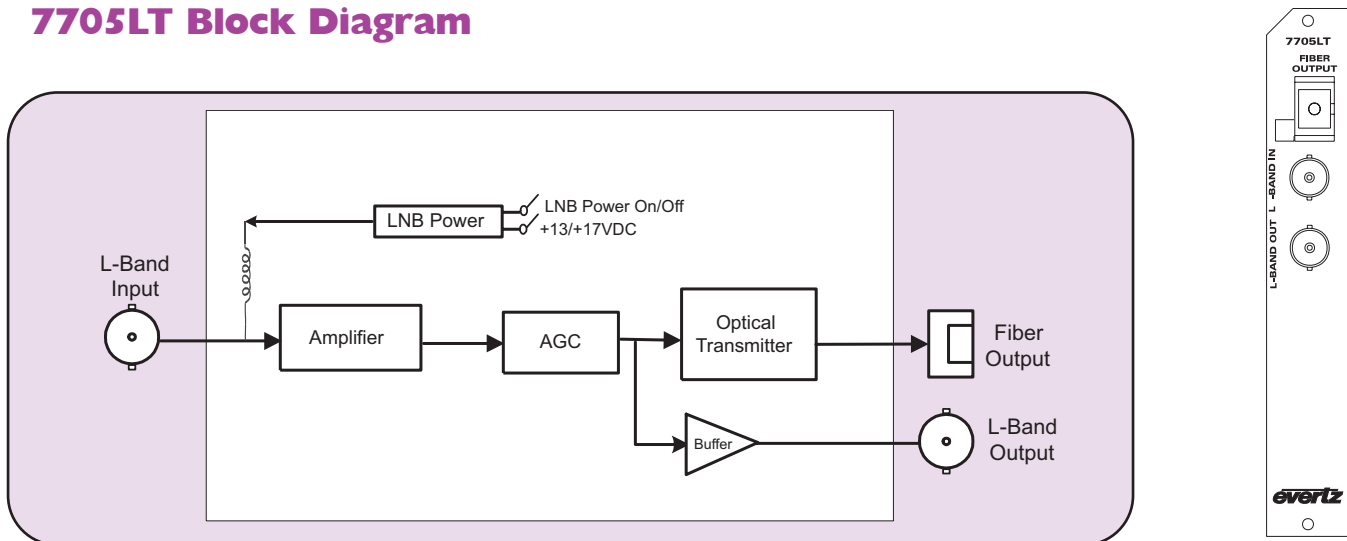 7705LT Block Diagram
LNB Power
LNB Power On/Off
+13/+17VDC
L-Band
Input
Amplifier
AGC
Optical
Transmitter
Fiber
Output
Buffer
L-Band
Output
7705LT
FIBER
OUTPUT
L -BAND IN
L-BAND OUT
evertz